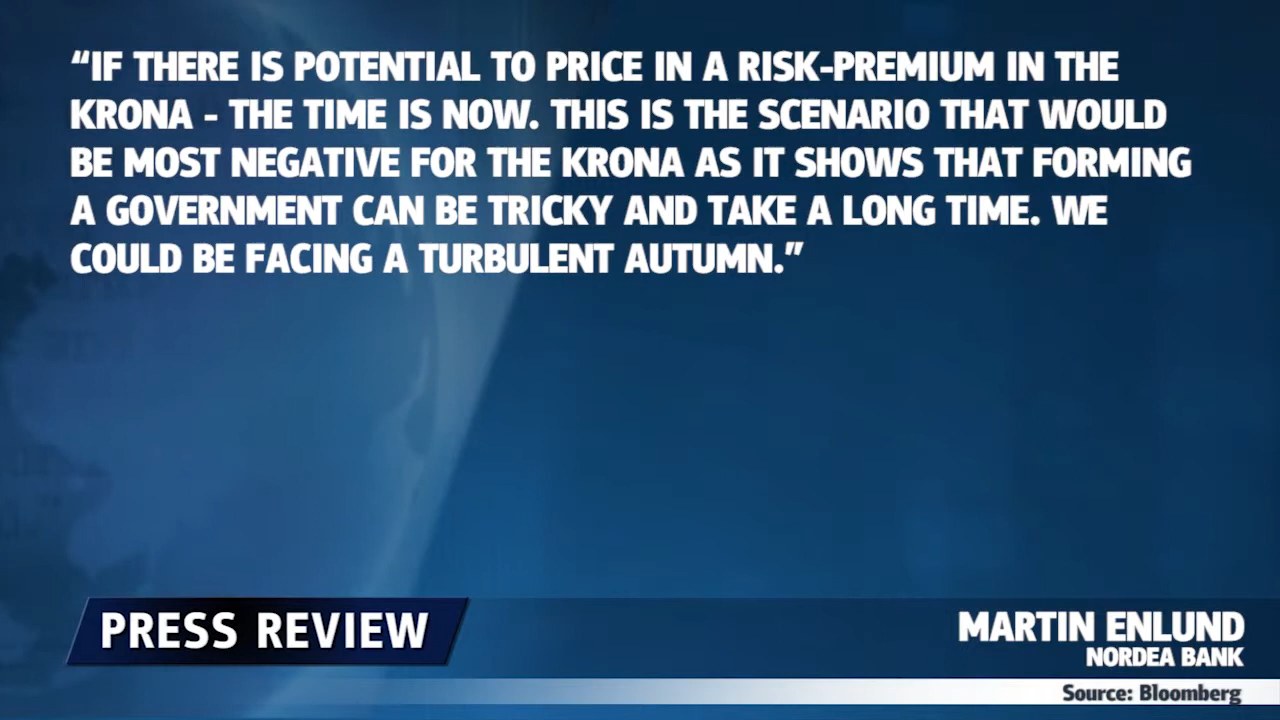 “IF THERE IS POTENTIAL TO PRICE IN A RISK-PREMIUM IN THE
KRONA - THE TIME IS NOW. THIS IS THE SCENARIO THAT WOULD
BE MOST NEGATIVE FOR THE KRONA AS IT SHOWS THAT FORMING
A GOVERNMENT CAN BE TRICKY AND TAKE A LONG TIME. WE
COULD BE FACING A TURBULENT AUTUMN.”
PRESS REVIEW
MARTIN ENLUND
NORDEA BANK
Source: Bloomberg